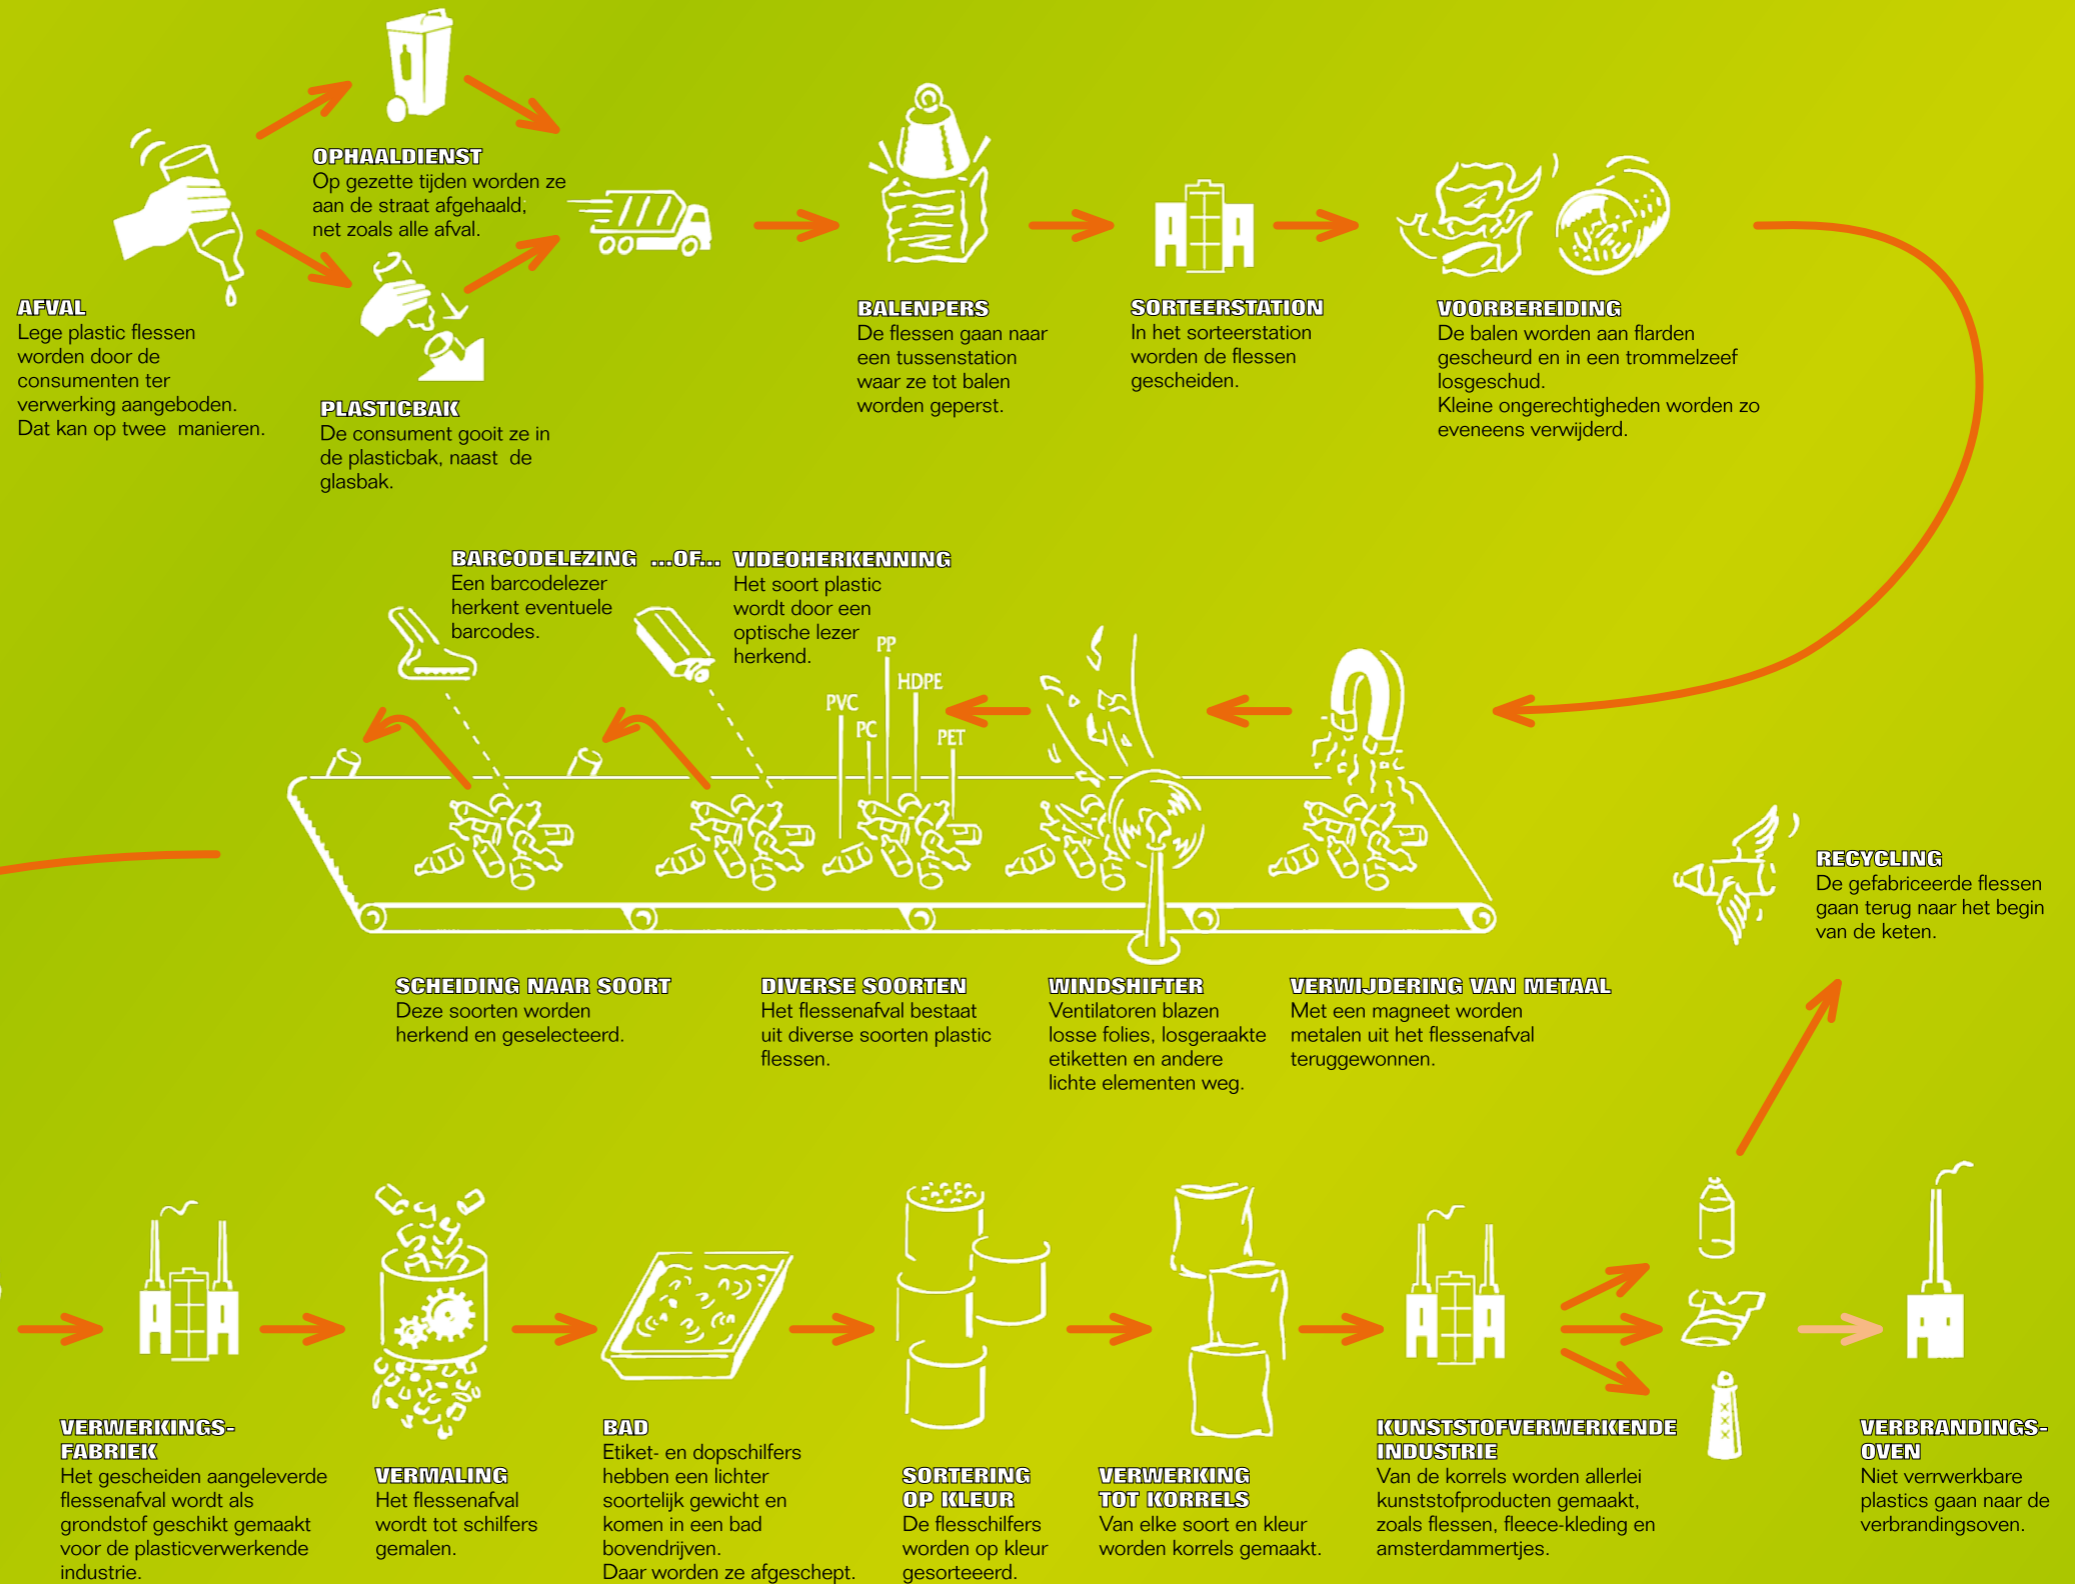 OPHAALDIENST
Op gezette tijden worden ze
aan de straat afgehaald,
net zoals alle afval.
AFVAL
Lege plastic flessen
worden door de
consumenten ter
verwerking aangeboden.
Dat kan op twee manieren.
PLASTICBAK
De consument gooit ze in
de plasticbak, naast de
glasbak.
BALENPERS
De flessen gaan naar
een tussenstation
waar ze tot balen
worden geperst.
SORTEERSTATION
In het sorteerstation
worden de flessen
gescheiden.
VOORBEREIDING
De balen worden aan flarden
gescheurd en in een trommelzeef
losgeschud.
Kleine ongerechtigheden worden zo
eveneens verwijderd.
BARCODELEZING ...OF... VIDEOHERKENNING
Een barcodelezer
herkent eventuele
barcodes.
Het soort plastic
wordt door een
optische lezer
herkend.
PP
HDPE
PVC
PC
PET
SCHEIDING NAAR SOORT
Deze soorten worden
herkend en geselecteerd.
DIVERSE SOORTEN
Het flessenafval bestaat
uit diverse soorten plastic
flessen.
WINDSHIFTER
Ventilatoren blazen
losse folies, losgeraakte
etiketten en andere
lichte elementen weg.
VERWIJDERING VAN METAAL
Met een magneet worden
metalen uit het flessenafval
teruggewonnen.
RECYCLING
De gefabriceerde flessen
gaan terug naar het begin
van de keten.
VERWERKINGS-
FABRIEK
Het gescheiden aangeleverde
flessenafval wordt als
grondstof geschikt gemaakt
voor de plasticverwerkende
industrie.
VERMALING
Het flessenafval
wordt tot schilfers
gemalen.
BAD
Etiket- en dopschilfers
hebben een lichter
soortelijk gewicht en
komen in een bad
bovendrijven.
Daar worden ze afgeschept.
SORTERING
OP KLEUR
De flesschilfers
worden op kleur
gesorteeerd.
VERWERKING
TOT KORRELS
Van elke soort en kleur
worden korrels gemaakt.
KUNSTSTOFVERWERKENDE
INDUSTRIE
Van de korrels worden allerlei
kunststofproducten gemaakt,
zoals flessen, fleece-kleding en
amsterdammertjes.
VERBRANDINGS-
OVEN
Niet verrwerkbare
plastics gaan naar de
verbrandingsoven.